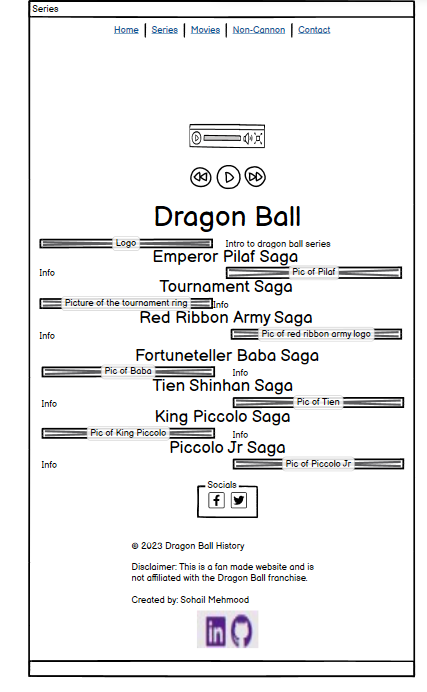 Series
Home | Series | Movies | Non-Cannon | Contact
Dragon Ball
Logo Intro to dragon ball series
Emperor Pilaf Saga
Info Pic of Pilaf
Tournament Saga
Picture of the tournament ring Info
Red Ribbon Army Saga
Info Pic of red ribbon army logo
Fortuneteller Baba Saga
Pic of Baba Info
Tien Shinhan Saga
Info Pic of Tien
King Piccolo Saga
Pic of King Piccolo Info
Piccolo Jr Saga
Info Pic of Piccolo Jr
Socials
© 2023 Dragon Ball History
Disclaimer: This is a fan made website and is
not affiliated with the Dragon Ball franchise.
Created by: Sohail Mehmood
in